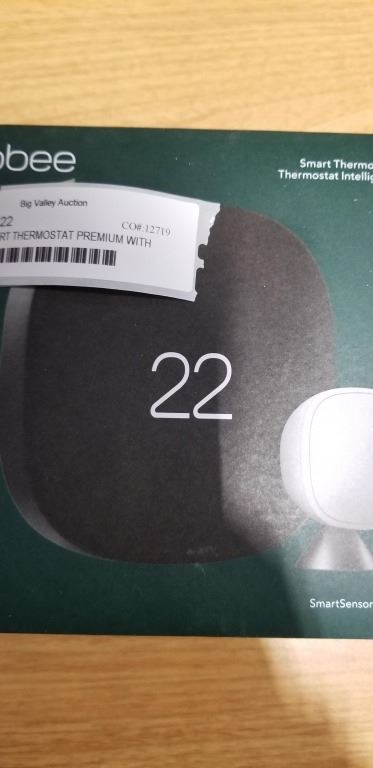 obee
Smart Thermo
Thermostat Intellig
Big Valley Auction
22
CO#:12719
RT THERMOSTAT PREMIUM WITH
22
SmartSensor